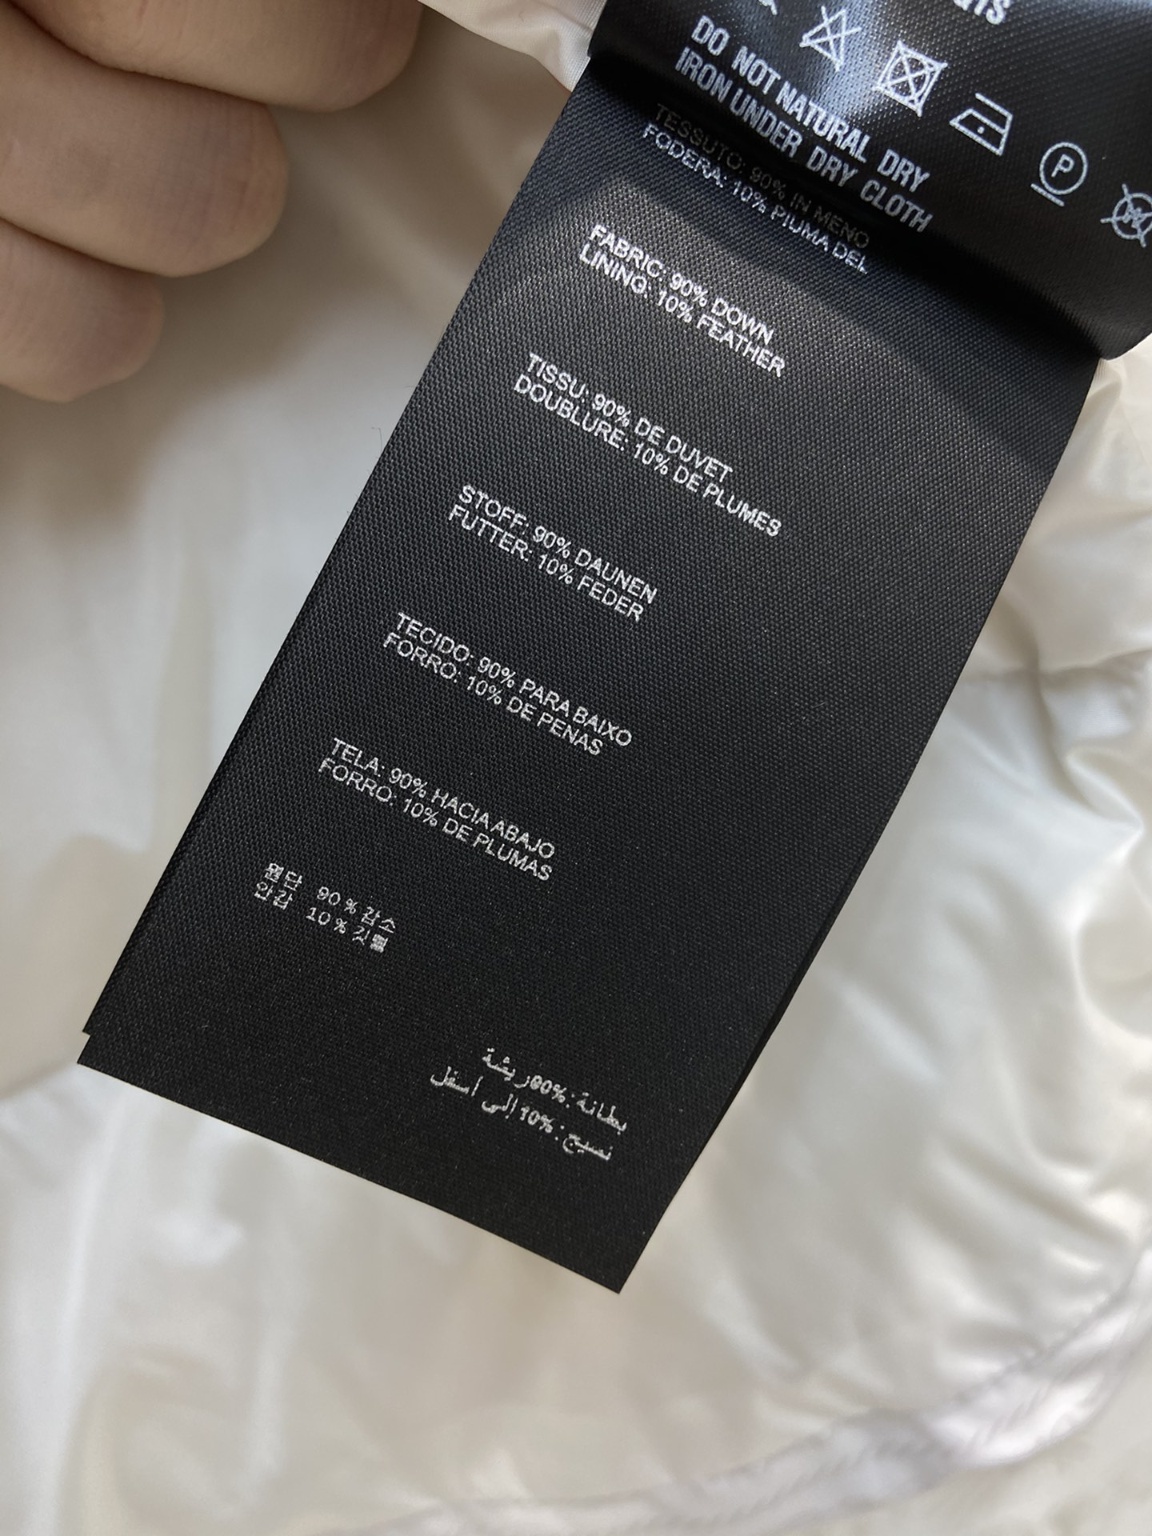 DO NOT NATURAL DRY
IRON UNDER DRY CLOTH
TESSUTO: 90% IN MENO
FODERA: 10% PIUMA DEL
FABRIC: 90% DOWN
LINING: 10% FEATHER
TISSU: 90% DE DUVET
DOUBLURE: 10% DE PLUMES
STOFF: 90% DAUNEN
FUTTER: 10% FEDER
TECIDO: 90% PARA BAIXO
FORRO: 10% DE PENAS
TELA: 90% HACIA ABAJO
FORRO: 10% DE PLUMAS
원단 90% 감소
안감 10% 깃털
بطانة: 90% ريشة
نسيج: 10% إلى أسفل